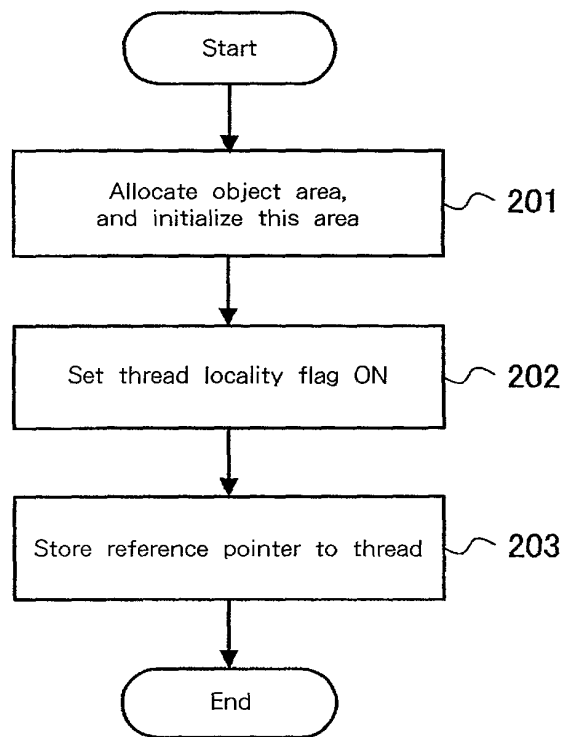 Start
Allocate object area,
and initialize this area
201
Set thread locality flag ON
202
Store reference pointer to thread
203
End